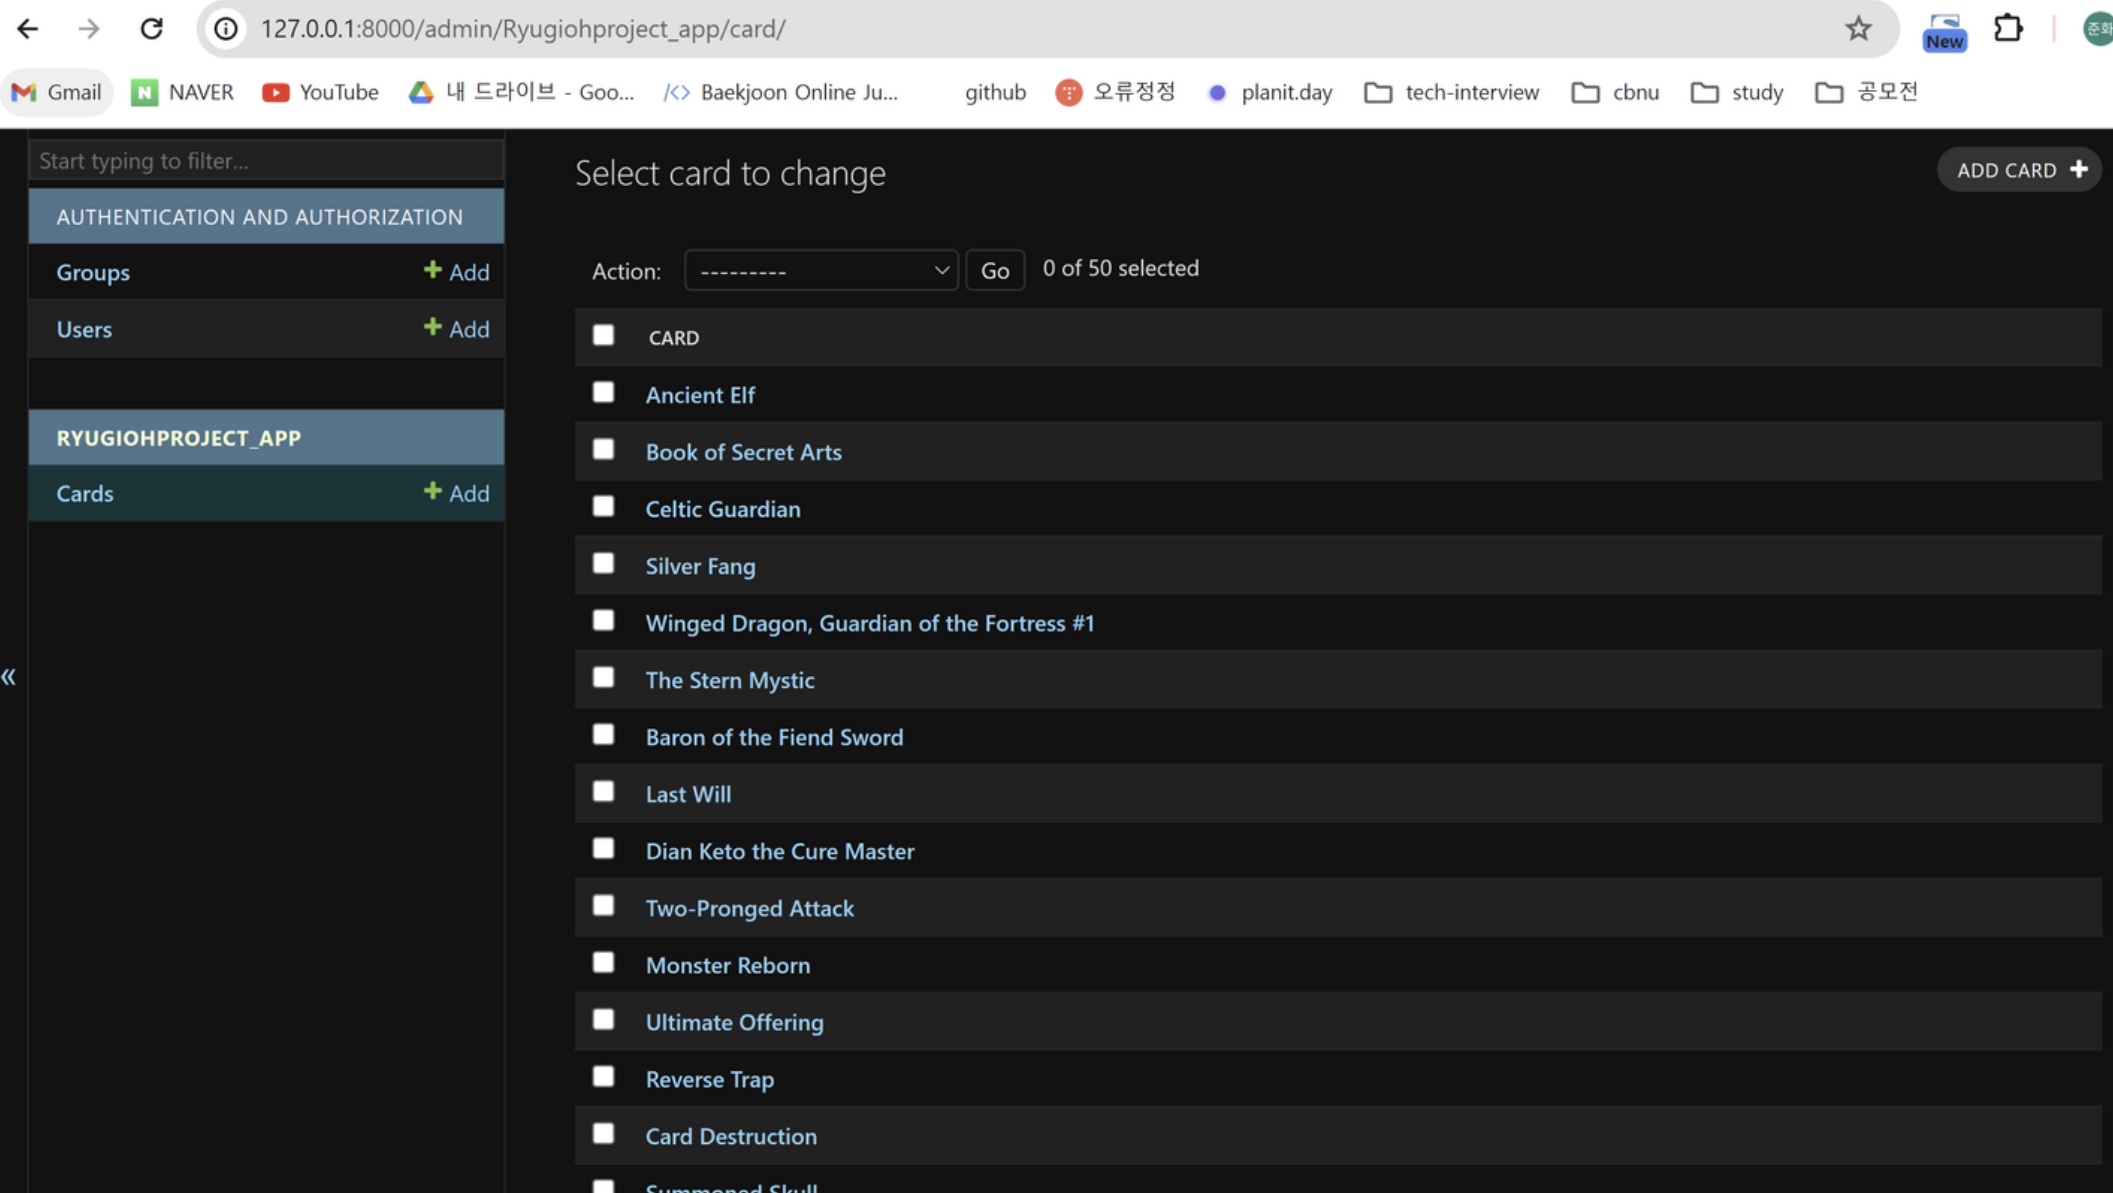 127.0.0.1:8000/admin/Ryugiohproject_app/card/
New
준화
Gmail NAVER YouTube 내 드라이브 - Goo... Baekjoon Online Ju... github 오류정정 planit.day tech-interview cbnu study 공모전
Start typing to filter...
AUTHENTICATION AND AUTHORIZATION
Groups + Add
Users + Add
RYUGIOHPROJECT_APP
Cards + Add
«
Select card to change
ADD CARD +
Action: --------- Go 0 of 50 selected
CARD
Ancient Elf
Book of Secret Arts
Celtic Guardian
Silver Fang
Winged Dragon, Guardian of the Fortress #1
The Stern Mystic
Baron of the Fiend Sword
Last Will
Dian Keto the Cure Master
Two-Pronged Attack
Monster Reborn
Ultimate Offering
Reverse Trap
Card Destruction
Summoned Skull